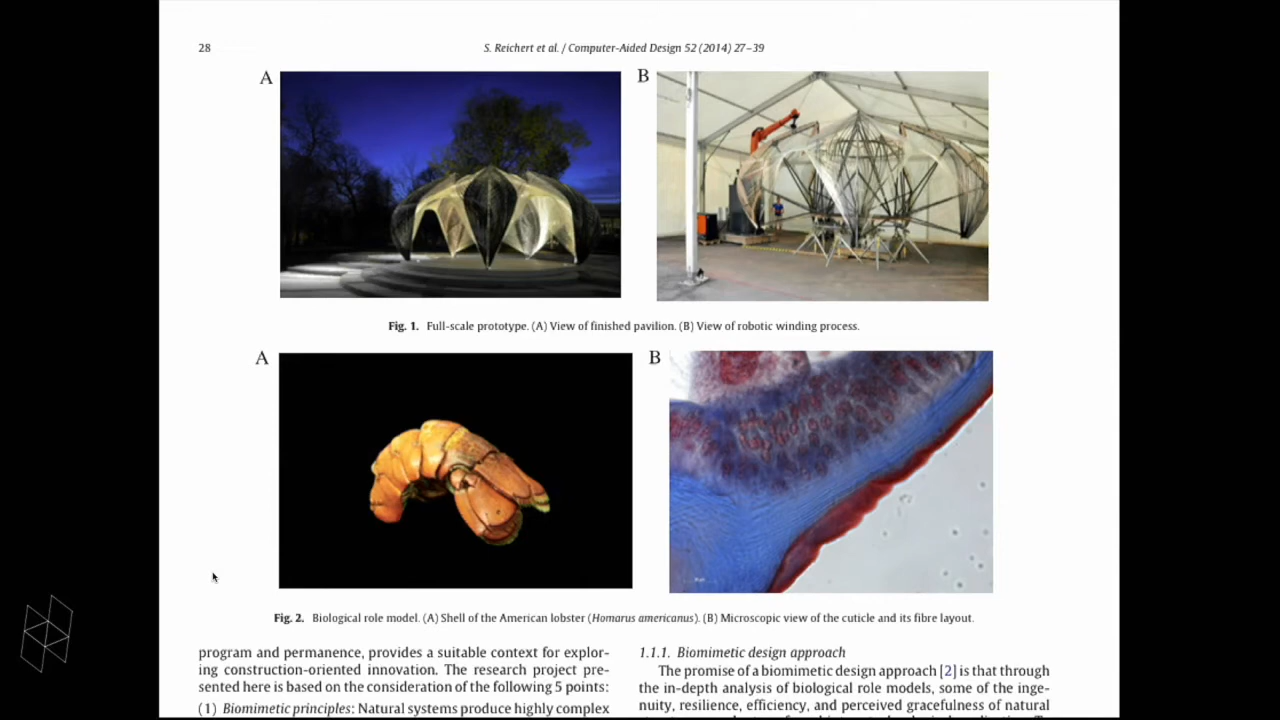 28
S. Reichert et al. / Computer-Aided Design 52 (2014) 27–39
A
B
Fig. 1. Full-scale prototype. (A) View of finished pavilion. (B) View of robotic winding process.
A
B
Fig. 2. Biological role model. (A) Shell of the American lobster (Homarus americanus). (B) Microscopic view of the cuticle and its fibre layout.
program and permanence, provides a suitable context for explor-
ing construction-oriented innovation. The research project pre-
sented here is based on the consideration of the following 5 points:
(1) Biomimetic principles: Natural systems produce highly complex
1.1.1. Biomimetic design approach
The promise of a biomimetic design approach [2] is that through
the in-depth analysis of biological role models, some of the inge-
nuity, resilience, efficiency, and perceived gracefulness of natural